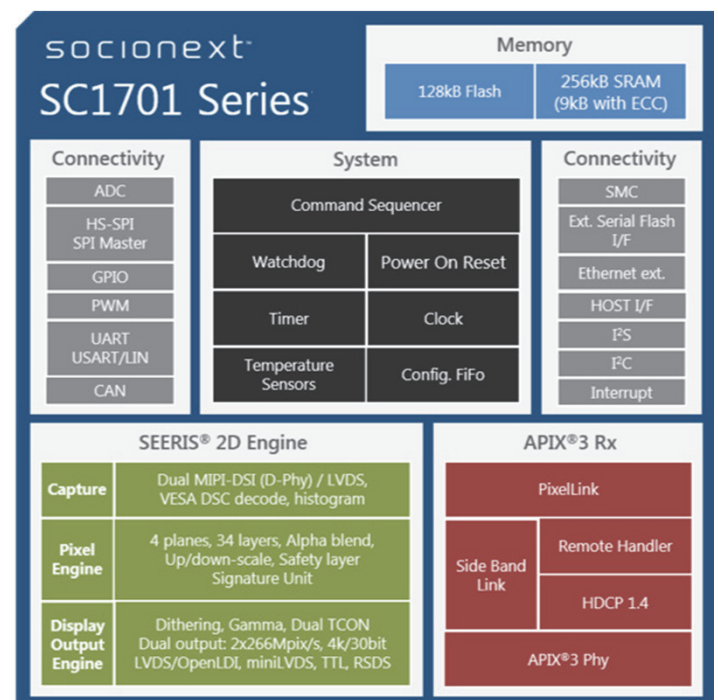 socionext™
SC1701 Series
Memory
128kB Flash
256kB SRAM
(9kB with ECC)
Connectivity
ADC
HS-SPI
SPI Master
GPIO
PWM
UART
USART/LIN
CAN
System
Command Sequencer
Watchdog
Power On Reset
Timer
Clock
Temperature
Sensors
Config. FiFo
Connectivity
SMC
Ext. Serial Flash
I/F
Ethernet ext.
HOST I/F
I²S
I²C
Interrupt
SEERIS® 2D Engine
Capture
Dual MIPI-DSI (D-Phy) / LVDS,
VESA DSC decode, histogram
Pixel
Engine
4 planes, 34 layers, Alpha blend,
Up/down-scale, Safety layer
Signature Unit
Display
Output
Engine
Dithering, Gamma, Dual TCON
Dual output: 2x266Mpix/s, 4k/30bit
LVDS/OpenLDI, miniLVDS, TTL, RSDS
APIX®3 Rx
PixelLink
Side Band
Link
Remote Handler
HDCP 1.4
APIX®3 Phy